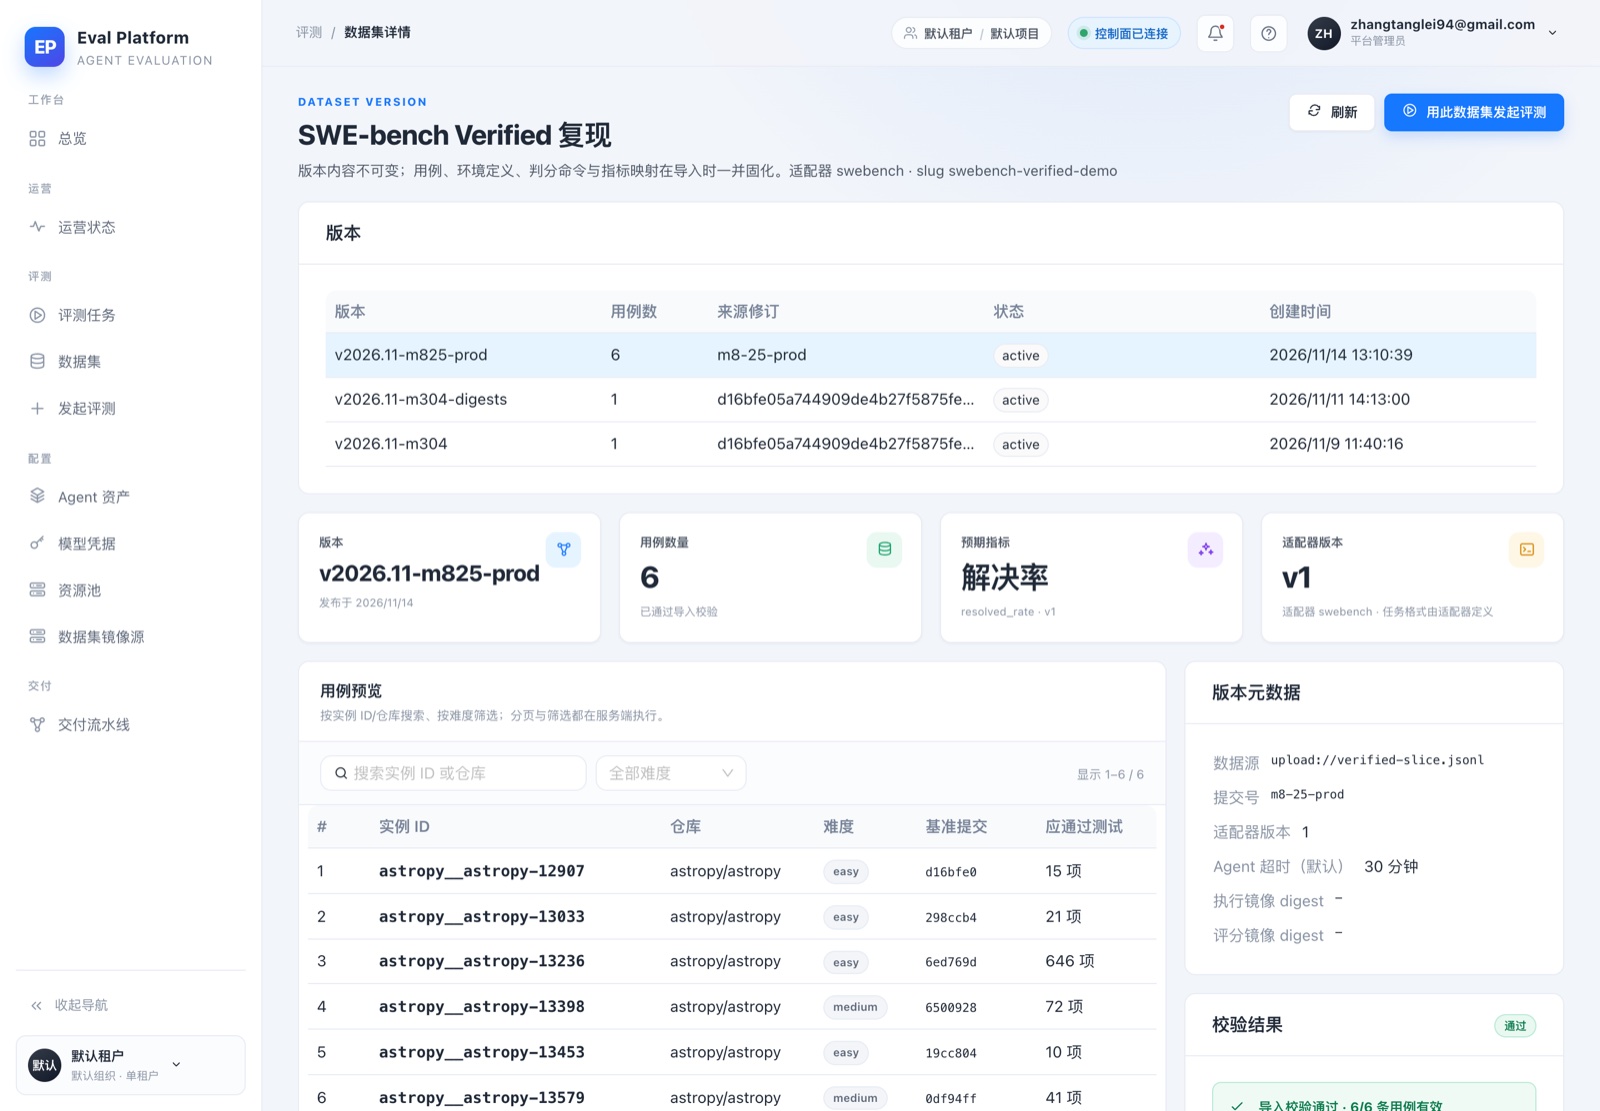 EP
Eval Platform
AGENT EVALUATION
工作台
总览
运营
运营状态
评测
评测任务
数据集
发起评测
配置
Agent 资产
模型凭据
资源池
数据集镜像源
交付
交付流水线
收起导航
默认
默认租户
默认组织 · 单租户
评测 / 数据集详情
默认租户 / 默认项目
控制面已连接
ZH
zhangtanglei94@gmail.com
平台管理员
DATASET VERSION
SWE-bench Verified 复现
版本内容不可变；用例、环境定义、判分命令与指标映射在导入时一并固化。适配器 swebench · slug swebench-verified-demo
刷新
用此数据集发起评测
版本
版本 用例数 来源修订 状态 创建时间
v2026.11-m825-prod 6 m8-25-prod active 2026/11/14 13:10:39
v2026.11-m304-digests 1 d16bfe05a744909de4b27f5875fe... active 2026/11/11 14:13:00
v2026.11-m304 1 d16bfe05a744909de4b27f5875fe... active 2026/11/9 11:40:16
版本
v2026.11-m825-prod
发布于 2026/11/14
用例数量
6
已通过导入校验
预期指标
解决率
resolved_rate · v1
适配器版本
v1
适配器 swebench · 任务格式由适配器定义
用例预览
按实例 ID/仓库搜索、按难度筛选；分页与筛选都在服务端执行。
搜索实例 ID 或仓库
全部难度
显示 1–6 / 6
# 实例 ID 仓库 难度 基准提交 应通过测试
1 astropy__astropy-12907 astropy/astropy easy d16bfe0 15 项
2 astropy__astropy-13033 astropy/astropy easy 298ccb4 21 项
3 astropy__astropy-13236 astropy/astropy easy 6ed769d 646 项
4 astropy__astropy-13398 astropy/astropy medium 6500928 72 项
5 astropy__astropy-13453 astropy/astropy easy 19cc804 10 项
6 astropy__astropy-13579 astropy/astropy medium 0df94ff 41 项
版本元数据
数据源 upload://verified-slice.jsonl
提交号 m8-25-prod
适配器版本 1
Agent 超时（默认） 30 分钟
执行镜像 digest –
评分镜像 digest –
校验结果
通过
导入校验通过 · 6/6 条用例有效